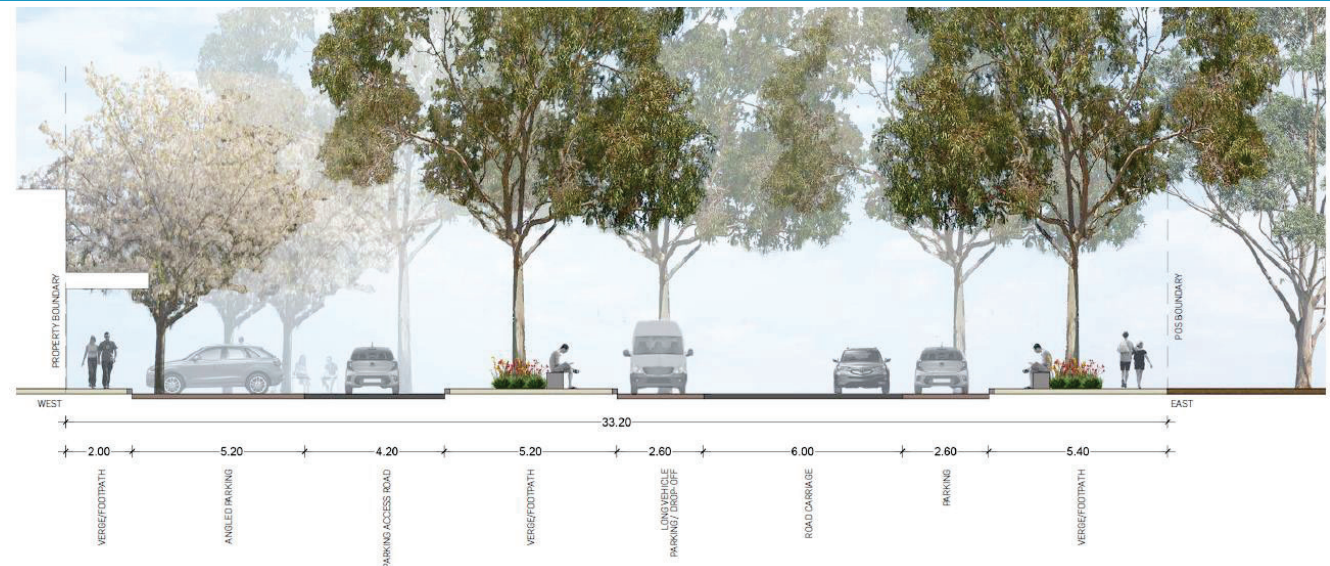 PROPERTY BOUNDARY
POS BOUNDARY
WEST
EAST
33.20
2.00
5.20
4.20
5.20
2.60
6.00
2.60
5.40
VERGE/FOOTPATH
ANGLED PARKING
PARKING ACCESS ROAD
VERGE/FOOTPATH
LONG VEHICLE
PARKING / DROP-OFF
ROAD CARRIAGE
PARKING
VERGE/FOOTPATH